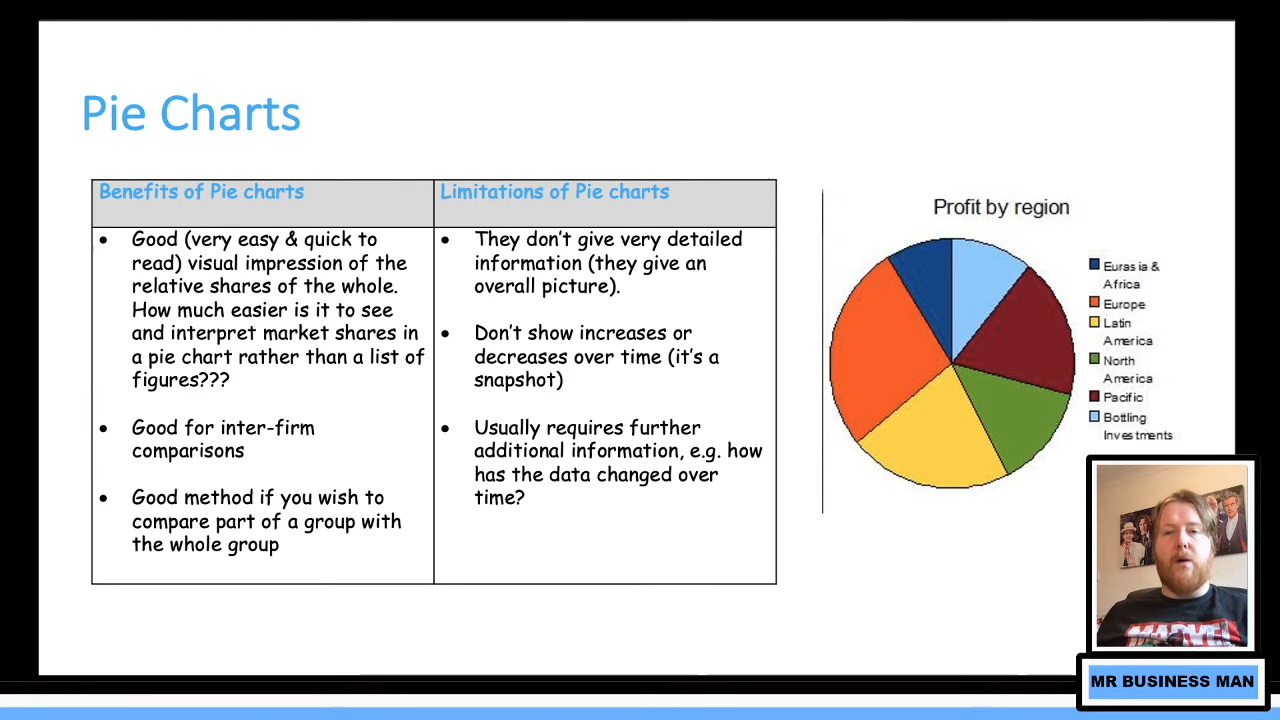 Pie Charts
Benefits of Pie charts
Good (very easy & quick to
read) visual impression of the
relative shares of the whole.
How much easier is it to see
and interpret market shares in
a pie chart rather than a list of
figures???
Good for inter-firm
comparisons
Good method if you wish to
compare part of a group with
the whole group
Limitations of Pie charts
They don't give very detailed
information (they give an
overall picture).
Don't show increases or
decreases over time (it's a
snapshot)
Usually requires further
additional information, e.g. how
has the data changed over
time?
Profit by region
Eurasia &
Africa
Europe
Latin
America
North
America
Pacific
Bottling
Investments
MARVEL
MR BUSINESS MAN